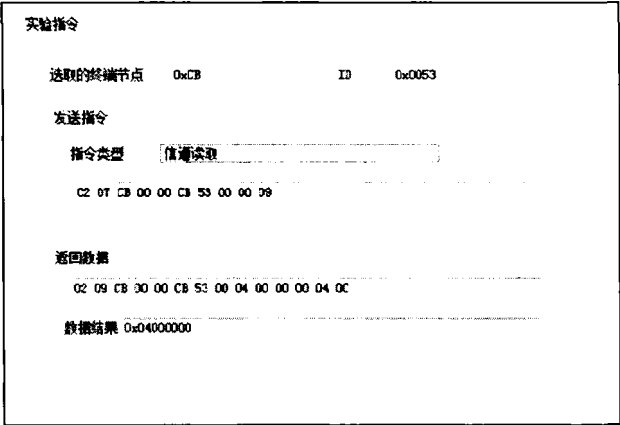 实验指令
选取的终端节点 0xCB ID 0x0053
发送指令
指令类型 信道读取
C2 07 CB 00 00 CB 53 00 00 09
返回数据
02 09 CB 00 00 CB 53 00 04 00 00 00 04 0C
数据结果 0x04000000